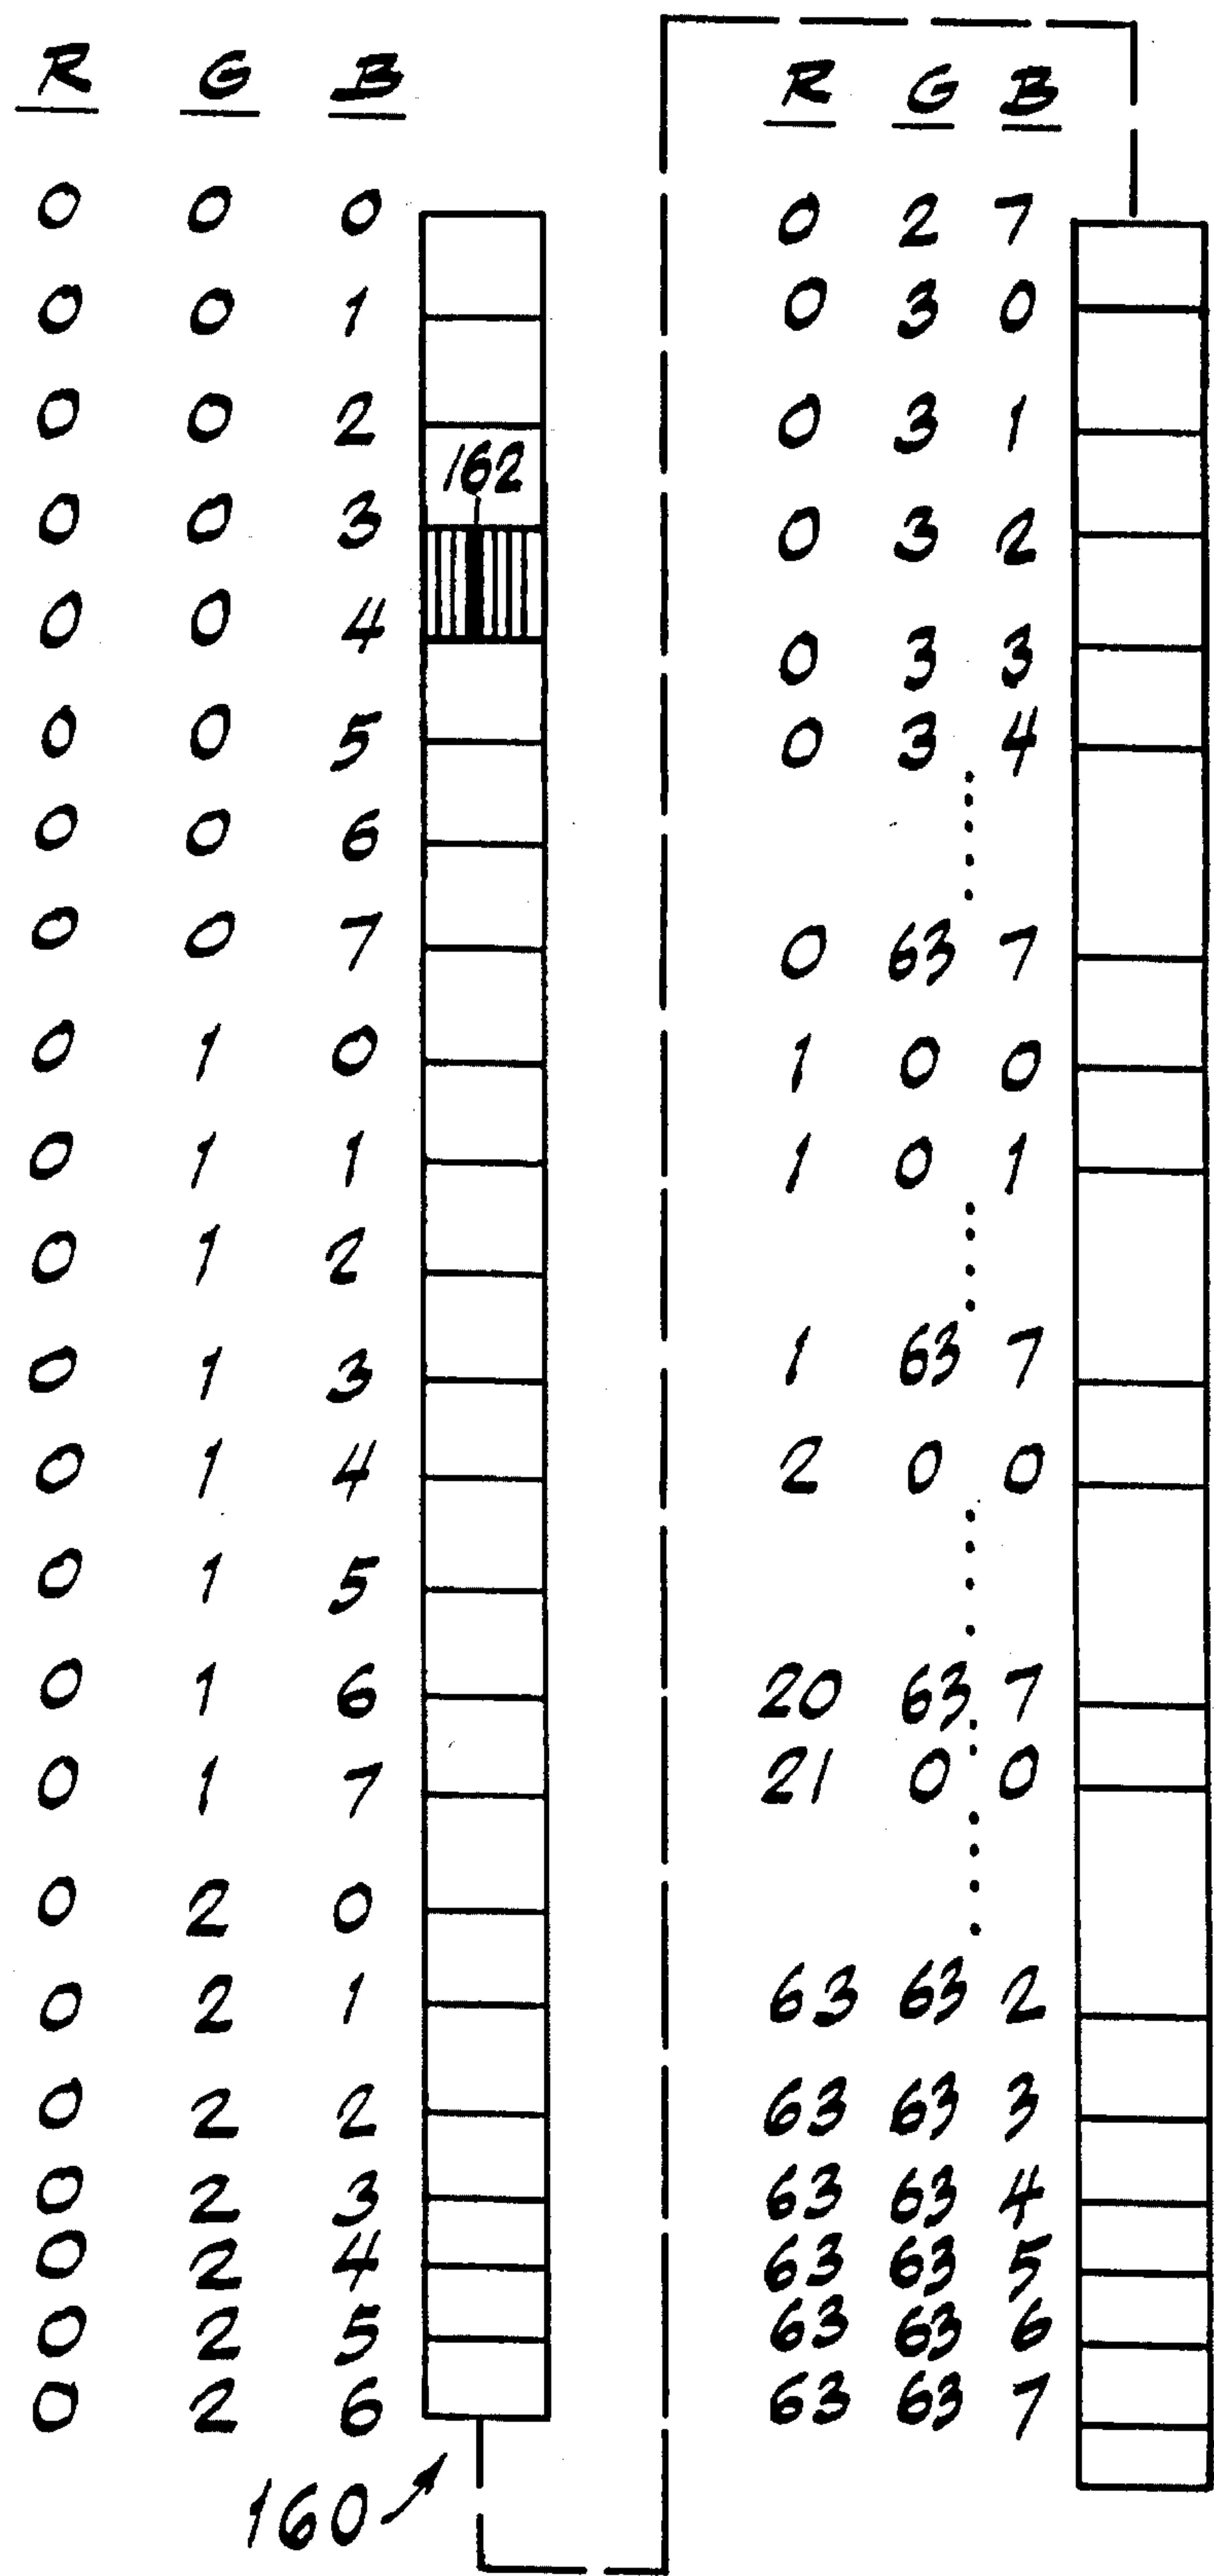 R G B
0 0 0
0 0 1
0 0 2
162
0 0 3
0 0 4
0 0 5
0 0 6
0 0 7
0 1 0
0 1 1
0 1 2
0 1 3
0 1 4
0 1 5
0 1 6
0 1 7
0 2 0
0 2 1
0 2 2
0 2 3
0 2 4
0 2 5
0 2 6
160
R G B
0 2 7
0 3 0
0 3 1
0 3 2
0 3 3
0 3 4
0 63 7
1 0 0
1 0 1
1 63 7
2 0 0
20 63 7
21 0 0
63 63 2
63 63 3
63 63 4
63 63 5
63 63 6
63 63 7